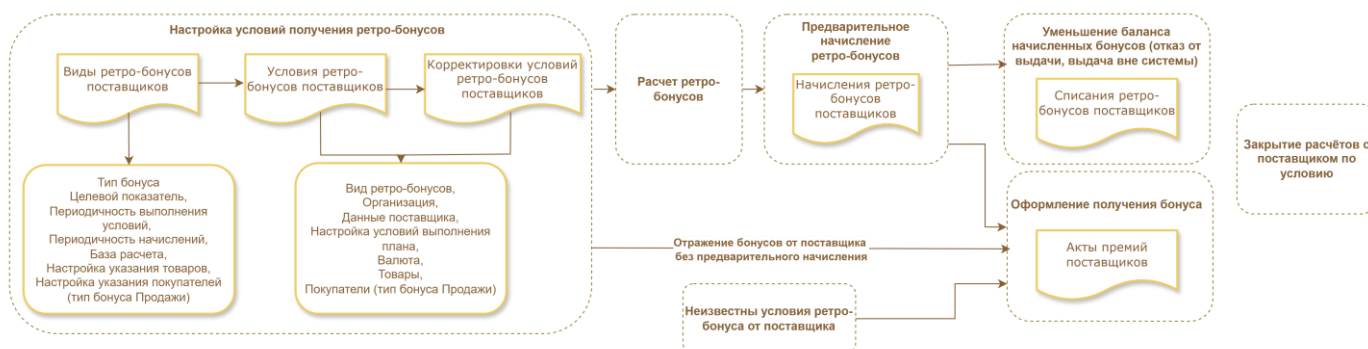 Настройка условий получения ретро-бонусов
Виды ретро-бонусов
поставщиков
Условия ретро-
бонусов поставщиков
Корректировки условий
ретро-бонусов
поставщиков
Тип бонуса
Целевой показатель,
Периодичность выполнения
условий,
Периодичность начислений,
База расчета,
Настройка указания товаров,
Настройка указания покупателей
(тип бонуса Продажи)
Вид ретро-бонусов,
Организация,
Данные поставщика,
Настройка условий выполнения
плана,
Валюта,
Товары,
Покупатели (тип бонуса Продажи)
Расчет ретро-
бонусов
Предварительное
начисление
ретро-бонусов
Начисления ретро-
бонусов
поставщиков
Уменьшение баланса
начисленных бонусов (отказ от
выдачи, выдача вне системы)
Списания ретро-
бонусов поставщиков
Оформление получения бонуса
Акты премий
поставщиков
Отражение бонусов от поставщика
без предварительного начисления
Неизвестны условия ретро-
бонуса от поставщика
Закрытие расчётов с
поставщиком по
условию